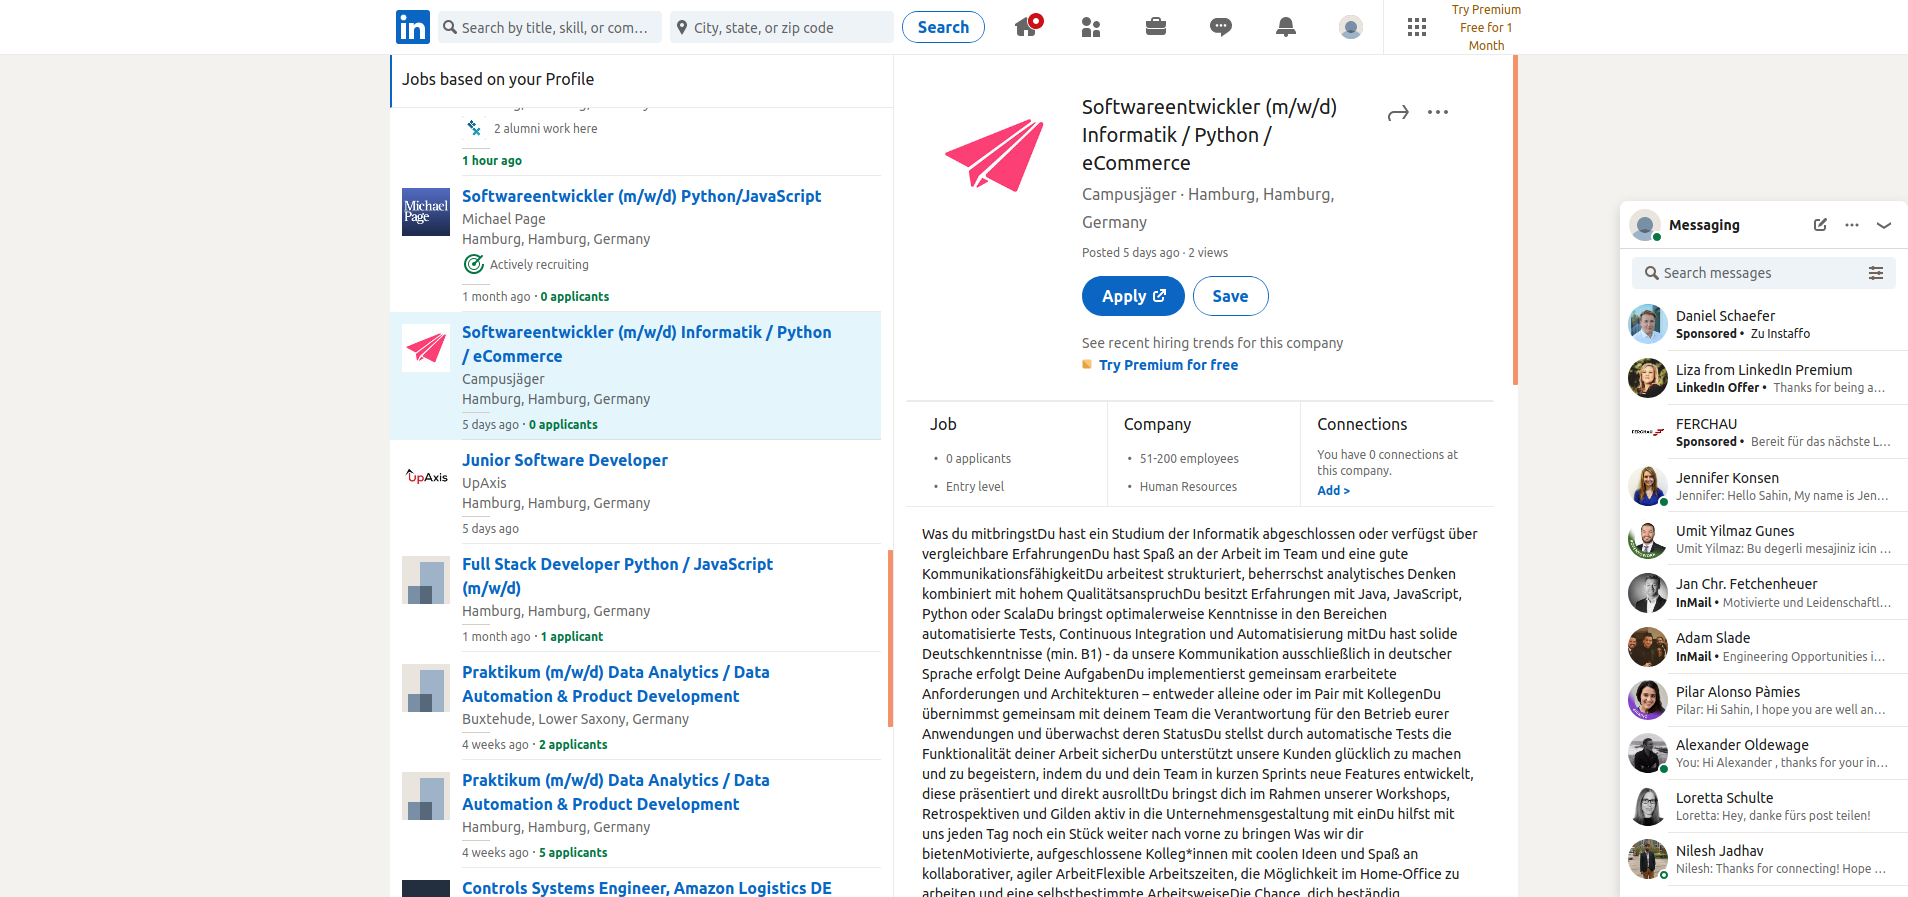 in
Search by title, skill, or com…
City, state, or zip code
Search
Try Premium
Free for 1
Month
Jobs based on your Profile
2 alumni work here
1 hour ago
Michael
Page
Softwareentwickler (m/w/d) Python/JavaScript
Michael Page
Hamburg, Hamburg, Germany
Actively recruiting
1 month ago · 0 applicants
Softwareentwickler (m/w/d) Informatik / Python
/ eCommerce
Campusjäger
Hamburg, Hamburg, Germany
5 days ago · 0 applicants
UpAxis
Junior Software Developer
UpAxis
Hamburg, Hamburg, Germany
5 days ago
Full Stack Developer Python / JavaScript
(m/w/d)
Hamburg, Hamburg, Germany
1 month ago · 1 applicant
Praktikum (m/w/d) Data Analytics / Data
Automation & Product Development
Buxtehude, Lower Saxony, Germany
4 weeks ago · 2 applicants
Praktikum (m/w/d) Data Analytics / Data
Automation & Product Development
Hamburg, Hamburg, Germany
4 weeks ago · 5 applicants
Controls Systems Engineer, Amazon Logistics DE
Softwareentwickler (m/w/d)
Informatik / Python /
eCommerce
Campusjäger · Hamburg, Hamburg,
Germany
Posted 5 days ago · 2 views
Apply
Save
See recent hiring trends for this company
Try Premium for free
Job
• 0 applicants
• Entry level
Company
• 51-200 employees
• Human Resources
Connections
You have 0 connections at
this company.
Add >
Was du mitbringstDu hast ein Studium der Informatik abgeschlossen oder verfügst über
vergleichbare ErfahrungenDu hast Spaß an der Arbeit im Team und eine gute
KommunikationsfähigkeitDu arbeitest strukturiert, beherrschst analytisches Denken
kombiniert mit hohem QualitätsanspruchDu besitzt Erfahrungen mit Java, JavaScript,
Python oder ScalaDu bringst optimalerweise Kenntnisse in den Bereichen
automatisierte Tests, Continuous Integration und Automatisierung mitDu hast solide
Deutschkenntnisse (min. B1) - da unsere Kommunikation ausschließlich in deutscher
Sprache erfolgt Deine AufgabenDu implementierst gemeinsam erarbeitete
Anforderungen und Architekturen – entweder alleine oder im Pair mit KollegenDu
übernimmst gemeinsam mit deinem Team die Verantwortung für den Betrieb eurer
Anwendungen und überwachst deren StatusDu stellst durch automatische Tests die
Funktionalität deiner Arbeit sicherDu unterstützt unsere Kunden glücklich zu machen
und zu begeistern, indem du und dein Team in kurzen Sprints neue Features entwickelt,
diese präsentiert und direkt ausrolltDu bringst dich im Rahmen unserer Workshops,
Retrospektiven und Gilden aktiv in die Unternehmensgestaltung mit einDu hilfst mit
uns jeden Tag noch ein Stück weiter nach vorne zu bringen Was wir dir
bietenMotivierte, aufgeschlossene Kolleg*innen mit coolen Ideen und Spaß an
kollaborativer, agiler ArbeitFlexible Arbeitszeiten, die Möglichkeit im Home-Office zu
arbeiten und eine selbstbestimmte ArbeitsweiseDie Chance, dich beständig
Messaging
Search messages
Daniel Schaefer
Sponsored • Zu Instaffo
Liza from LinkedIn Premium
LinkedIn Offer • Thanks for being a…
FERCHAU
FERCHAU
Sponsored • Bereit für das nächste L…
Jennifer Konsen
Jennifer: Hello Sahin, My name is Jen…
Umit Yilmaz Gunes
Umit Yilmaz: Bu degerli mesajiniz icin …
Jan Chr. Fetchenheuer
InMail • Motivierte und Leidenschaftl…
Adam Slade
InMail • Engineering Opportunities i…
Pilar Alonso Pàmies
Pilar: Hi Sahin, I hope you are well an…
Alexander Oldewage
You: Hi Alexander , thanks for your in…
Loretta Schulte
Loretta: Hey, danke fürs post teilen!
Nilesh Jadhav
Nilesh: Thanks for connecting! Hope …